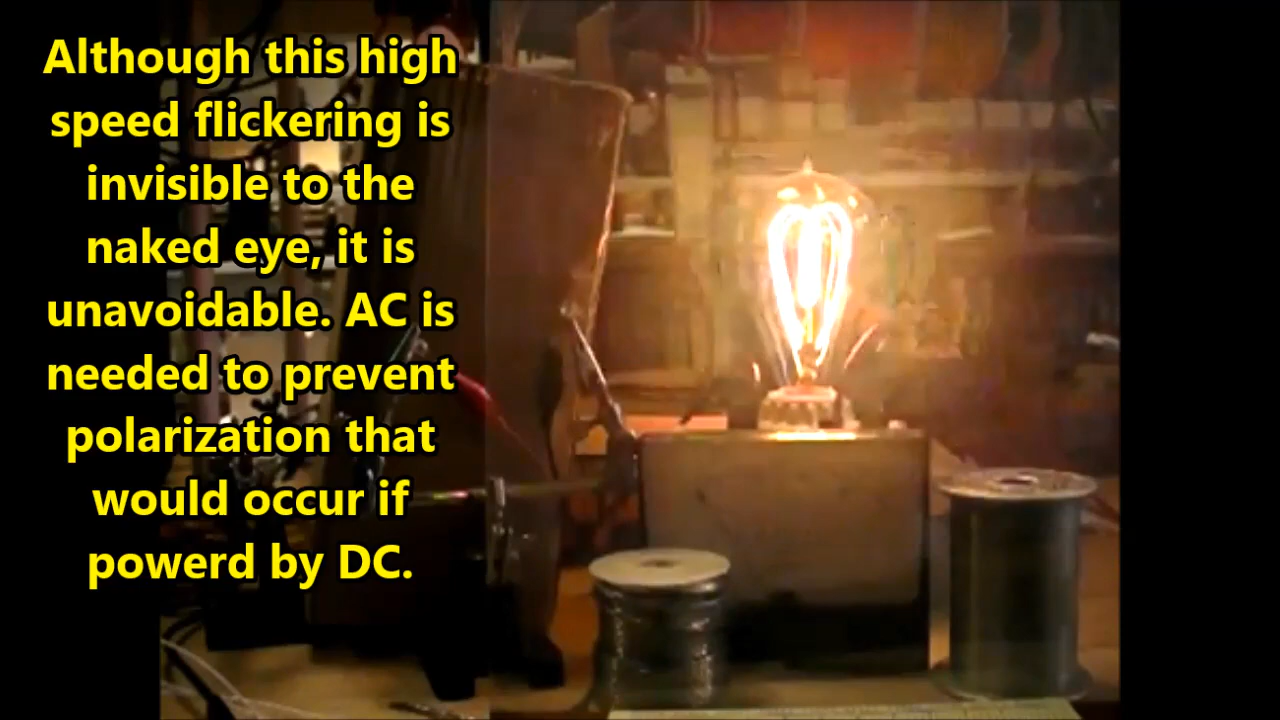 Although this high
speed flickering is
invisible to the
naked eye, it is
unavoidable. AC is
needed to prevent
polarization that
would occur if
powerd by DC.